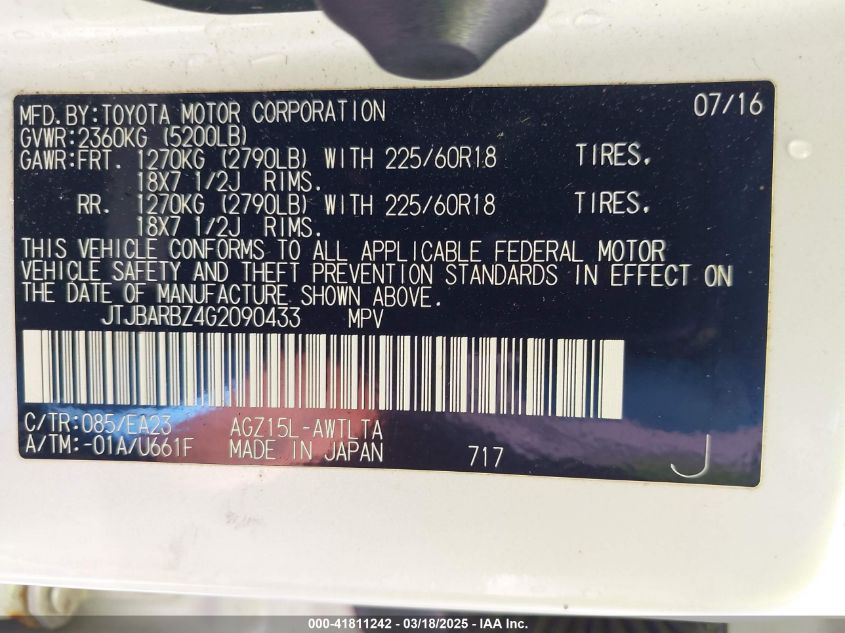 MFD.BY:TOYOTA MOTOR CORPORATION 07/16
GVWR:2360KG (5200LB)
GAWR:FRT. 1270KG (2790LB) WITH 225/60R18 TIRES.
18X7 1/2J RIMS.
RR. 1270KG (2790LB) WITH 225/60R18 TIRES.
18X7 1/2J RIMS.
THIS VEHICLE CONFORMS TO ALL APPLICABLE FEDERAL MOTOR
VEHICLE SAFETY AND THEFT PREVENTION STANDARDS IN EFFECT ON
THE DATE OF MANUFACTURE SHOWN ABOVE.
JTJBARBZ4G2090433 MPV
C/TR:085/EA23 AGZ15L-AWTLTA
A/TM:-01A/U661F MADE IN JAPAN 717 J
000-41811242 - 03/18/2025 - IAA Inc.